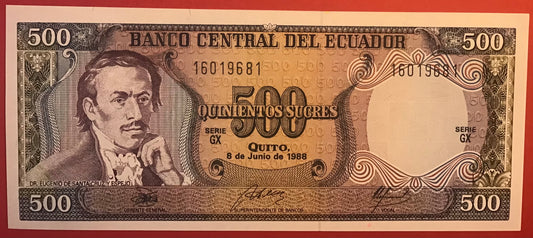 500 BANCO CENTRAL DEL ECUADOR 500
16019681 16019681
500
QUINIENTOS SUCRES
SERIE GX SERIE GX
QUITO,
8 de Junio de 1988
DR. EUGENIO DE SANTACRUZ Y ESPEJO
GERENTE GENERAL SUPERINTENDENTE DE BANCOS VOCAL
500 500